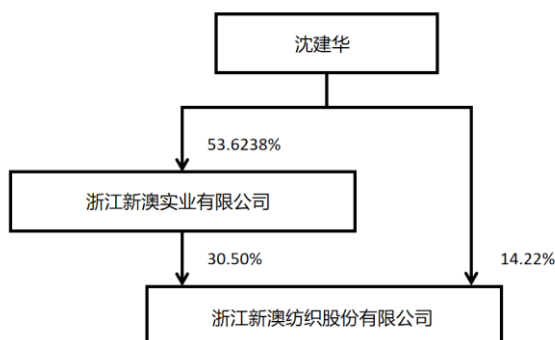 沈建华
53.6238%
浙江新澳实业有限公司
30.50%
14.22%
浙江新澳纺织股份有限公司